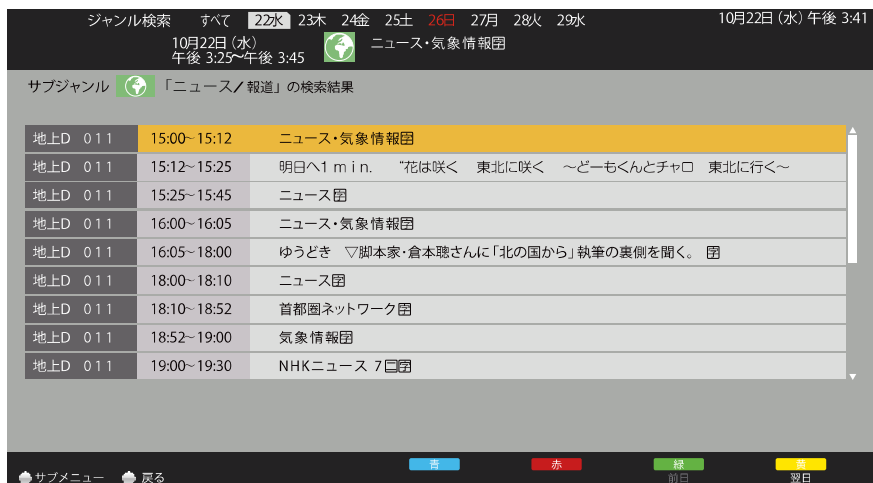 ジャンル検索 すべて 22水 23木 24金 25土 26日 27月 28火 29水 10月22日(水)午後 3:41
10月22日(水) ニュース・気象情報🈑
午後 3:25〜午後 3:45
サブジャンル 「ニュース/報道」の検索結果
地上D 011 15:00〜15:12 ニュース・気象情報🈑
地上D 011 15:12〜15:25 明日へ1min. “花は咲く 東北に咲く 〜どーもくんとチャロ 東北に行く〜
地上D 011 15:25〜15:45 ニュース🈑
地上D 011 16:00〜16:05 ニュース・気象情報🈑
地上D 011 16:05〜18:00 ゆうどき ▽脚本家・倉本聰さんに「北の国から」執筆の裏側を聞く。 🈑
地上D 011 18:00〜18:10 ニュース🈑
地上D 011 18:10〜18:52 首都圏ネットワーク🈑
地上D 011 18:52〜19:00 気象情報🈑
地上D 011 19:00〜19:30 NHKニュース 7🈔🈑
青 赤 緑 黄
サブメニュー 戻る 前日 翌日